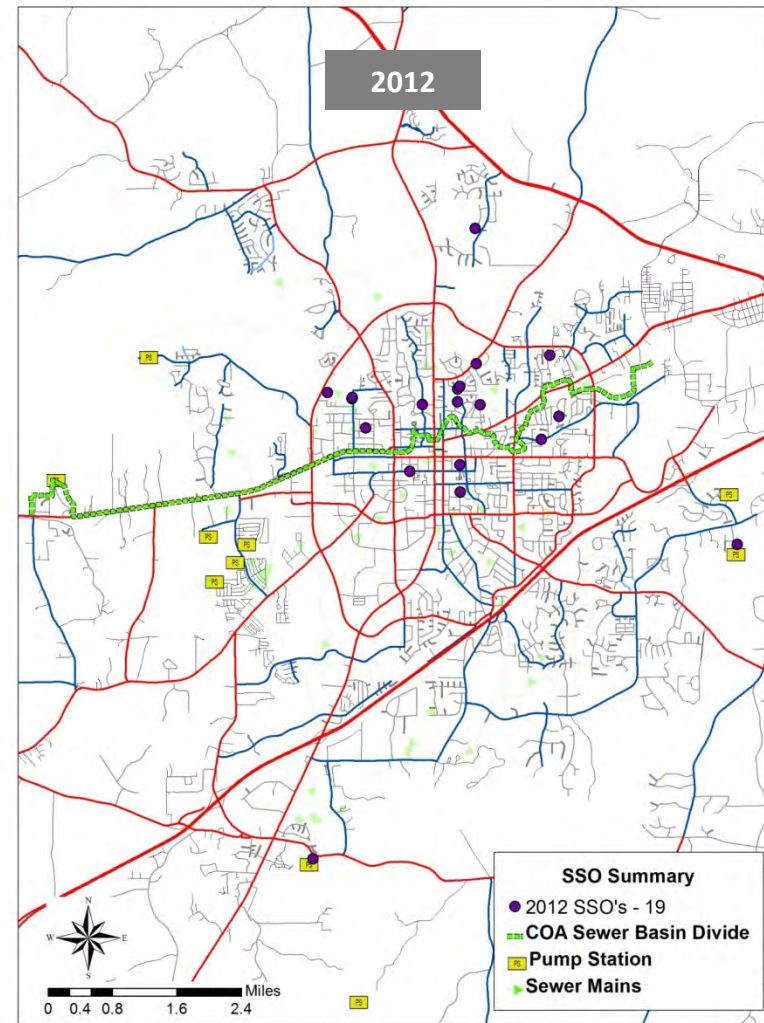 2012
PS
PS
PS
PS
PS
PS
PS
PS
PS
PS
SSO Summary
2012 SSO's - 19
COA Sewer Basin Divide
PS Pump Station
Sewer Mains
N
W E
S
Miles
0 0.4 0.8 1.6 2.4